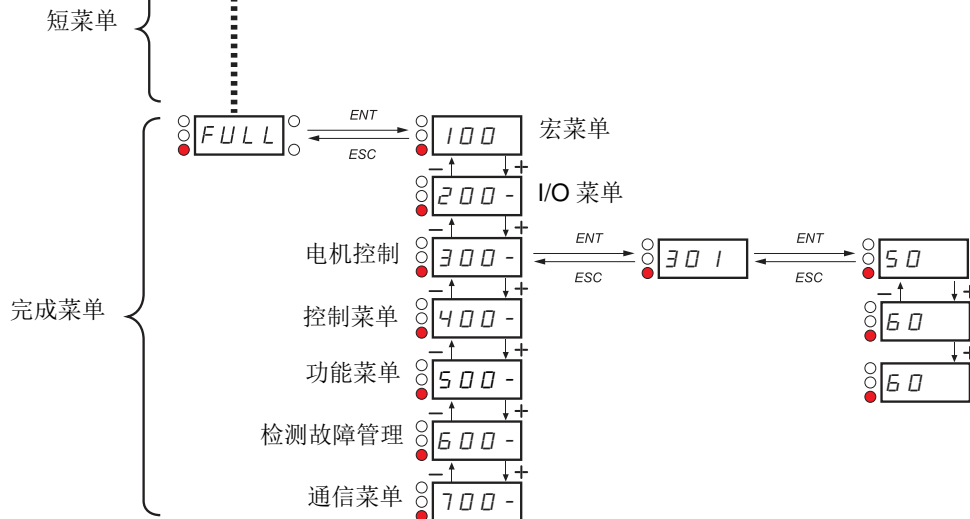 短菜单
FULL
ENT
ESC
100
宏菜单
- +
200-
I/O 菜单
- +
电机控制
300-
ENT
ESC
301
ENT
ESC
50
- +
控制菜单
400-
60
- +
+
功能菜单
500-
60
- +
完成菜单
检测故障管理
600-
- +
通信菜单
700-